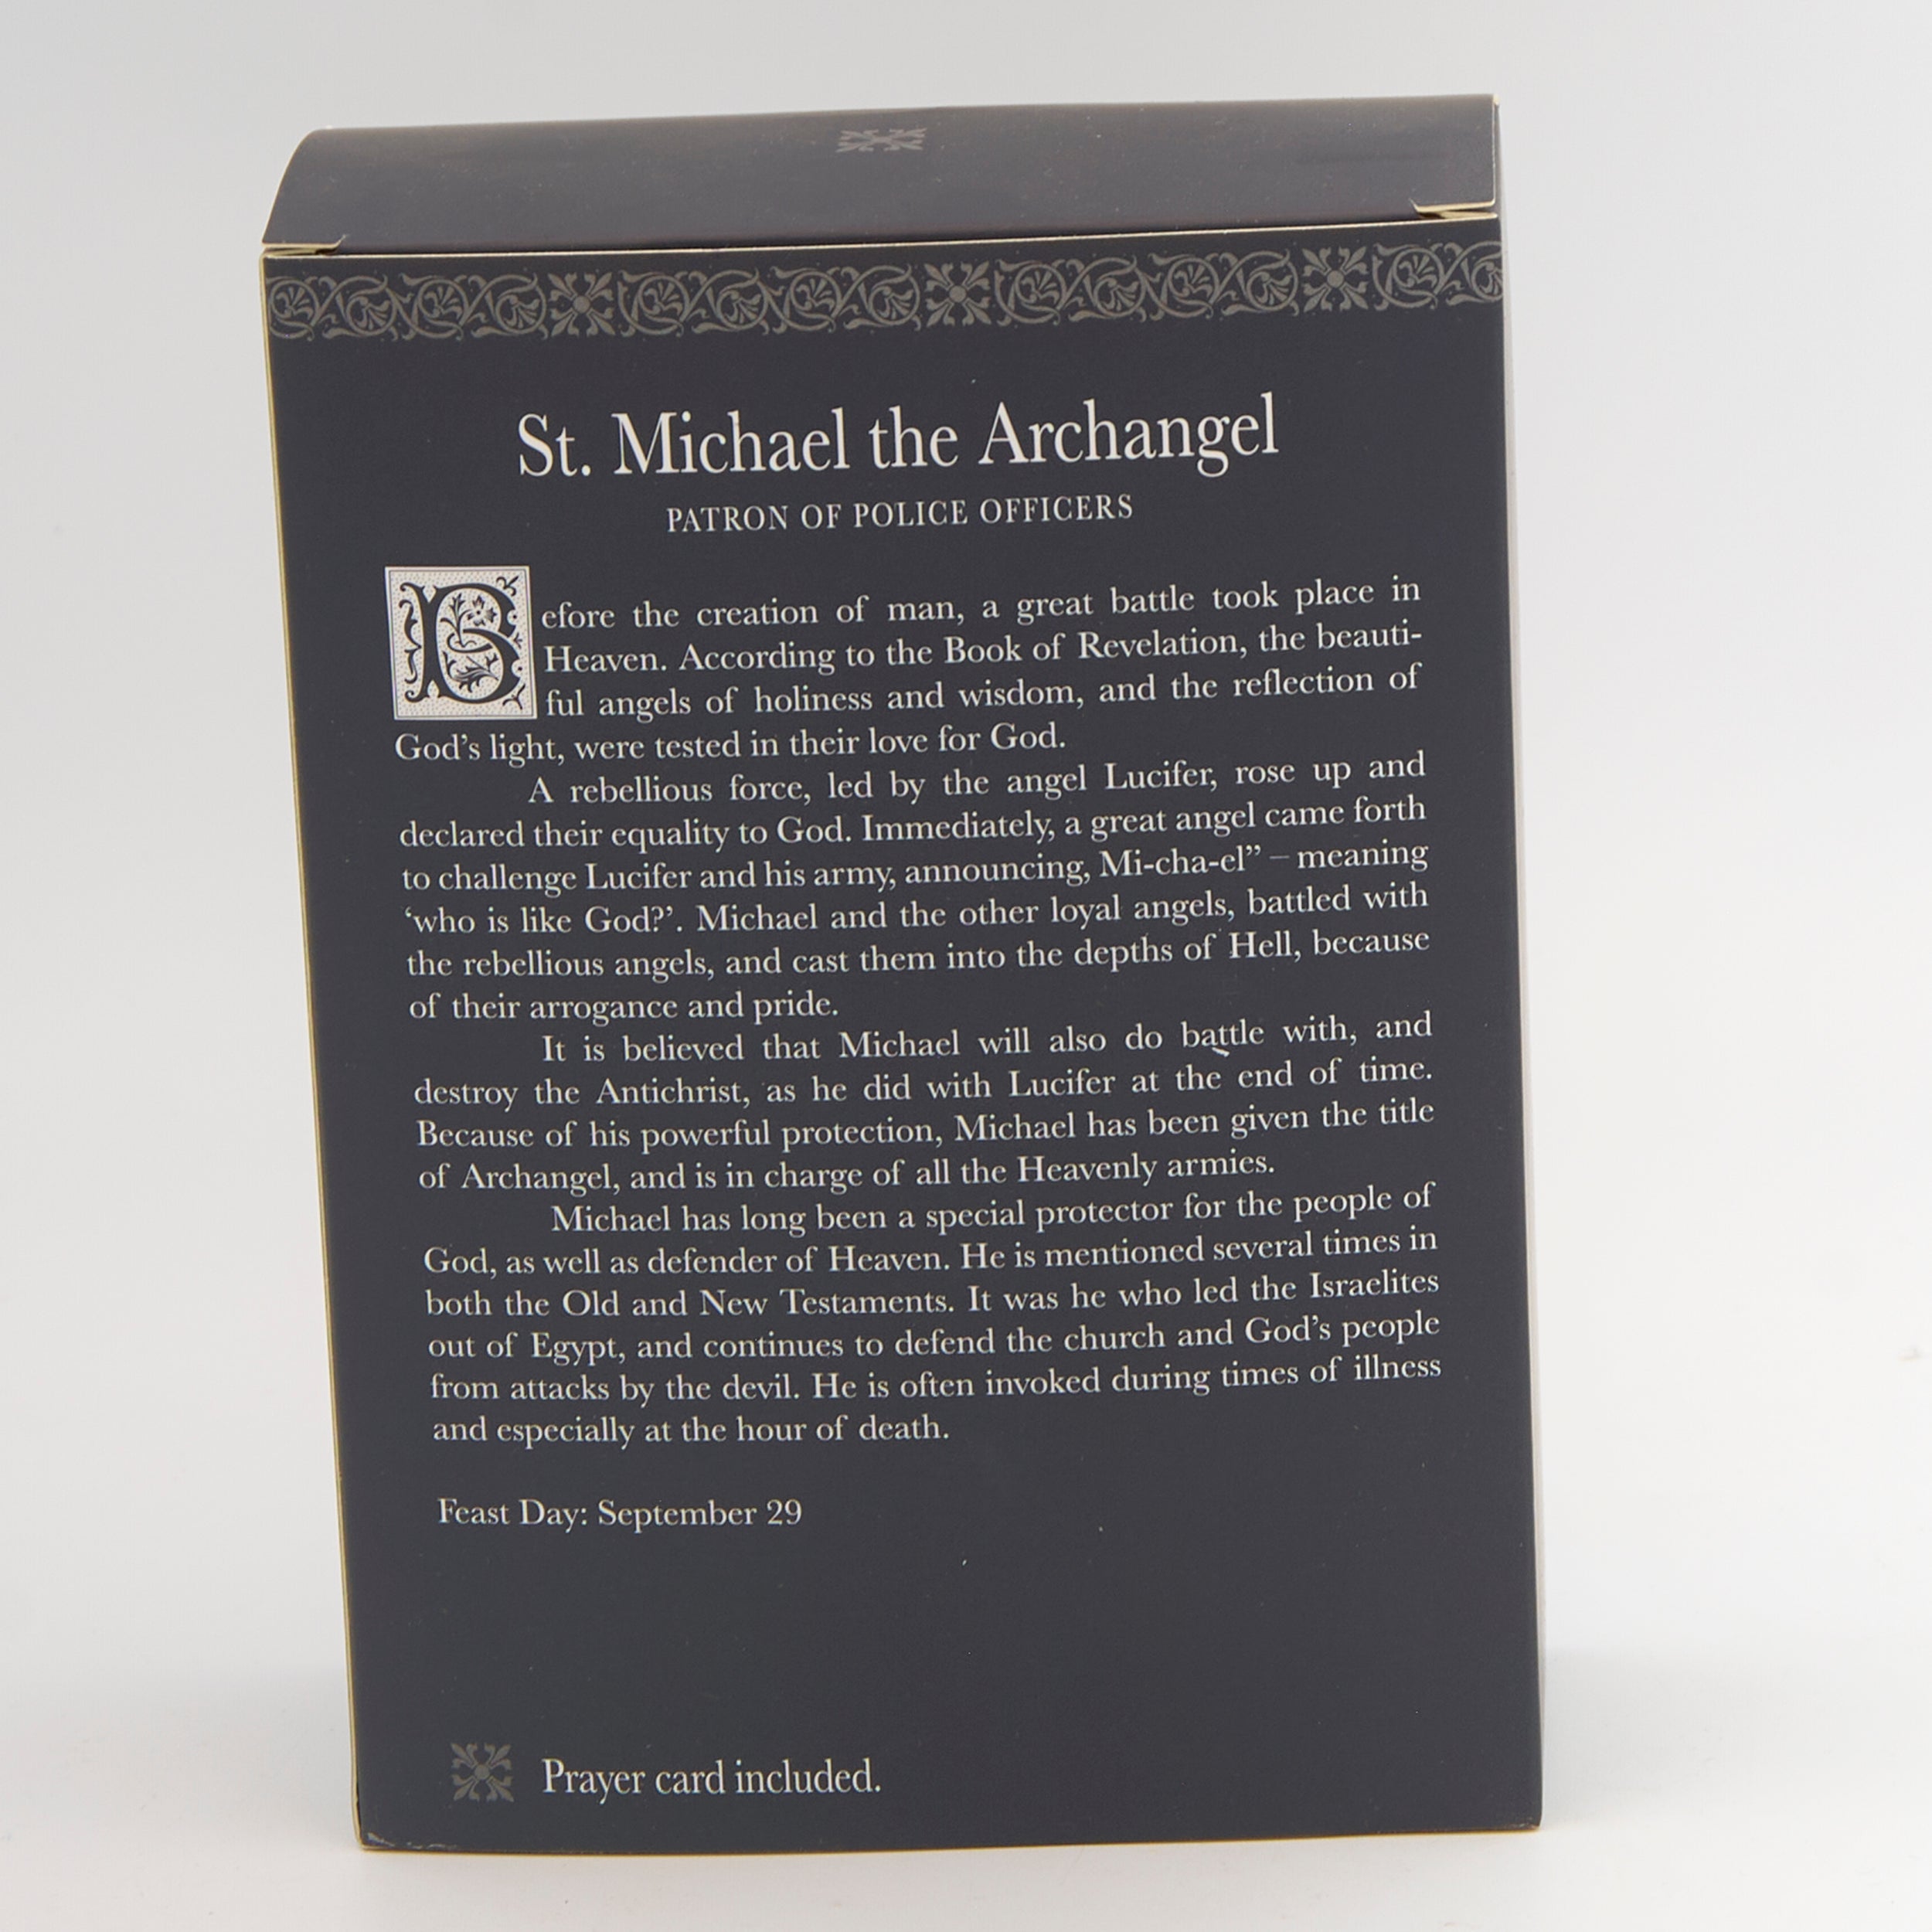 St. Michael the Archangel
PATRON OF POLICE OFFICERS
Before the creation of man, a great battle took place in
Heaven. According to the Book of Revelation, the beauti-
ful angels of holiness and wisdom, and the reflection of
God's light, were tested in their love for God.
A rebellious force, led by the angel Lucifer, rose up and
declared their equality to God. Immediately, a great angel came forth
to challenge Lucifer and his army, announcing, Mi-cha-el” – meaning
‘who is like God?’. Michael and the other loyal angels, battled with
the rebellious angels, and cast them into the depths of Hell, because
of their arrogance and pride.
It is believed that Michael will also do battle with, and
destroy the Antichrist, as he did with Lucifer at the end of time.
Because of his powerful protection, Michael has been given the title
of Archangel, and is in charge of all the Heavenly armies.
Michael has long been a special protector for the people of
God, as well as defender of Heaven. He is mentioned several times in
both the Old and New Testaments. It was he who led the Israelites
out of Egypt, and continues to defend the church and God's people
from attacks by the devil. He is often invoked during times of illness
and especially at the hour of death.
Feast Day: September 29
Prayer card included.